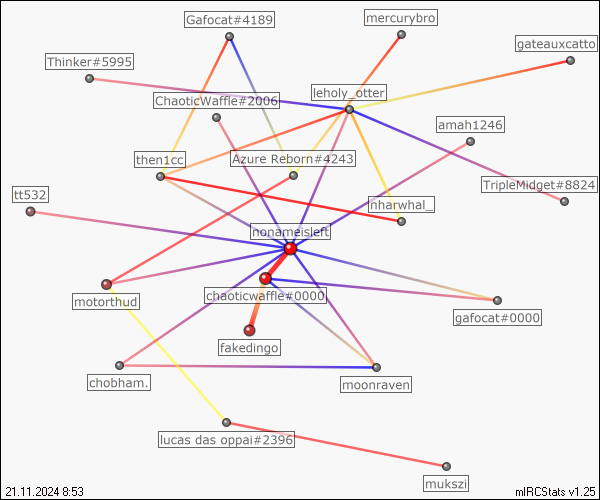 Gafocat#4189
mercurybro
gateauxcatto
Thinker#5995
leholy_otter
ChaoticWaffle#2006
amah1246
then1cc
Azure Reborn#4243
TripleMidget#8824
tt532
nharwhal_
nonameisleft
motorthud
chaoticwaffle#0000
gafocat#0000
fakedingo
chobham.
moonraven
lucas das oppai#2396
mukszi
21.11.2024 8:53
mIRCStats v1.25